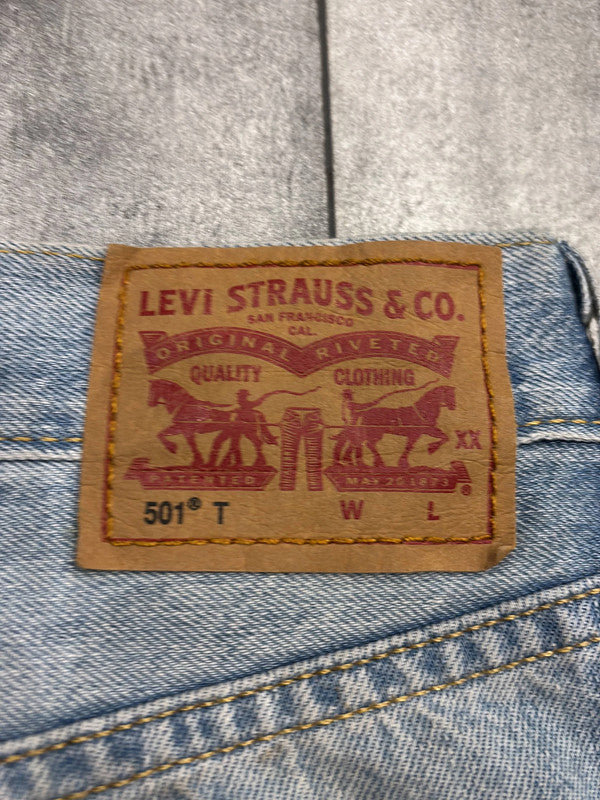 LEVI STRAUSS & CO.
SAN FRANCISCO
CAL.
ORIGINAL RIVETED
QUALITY CLOTHING
XX
PATENTED MAY 20 1873 ®
501® T W L